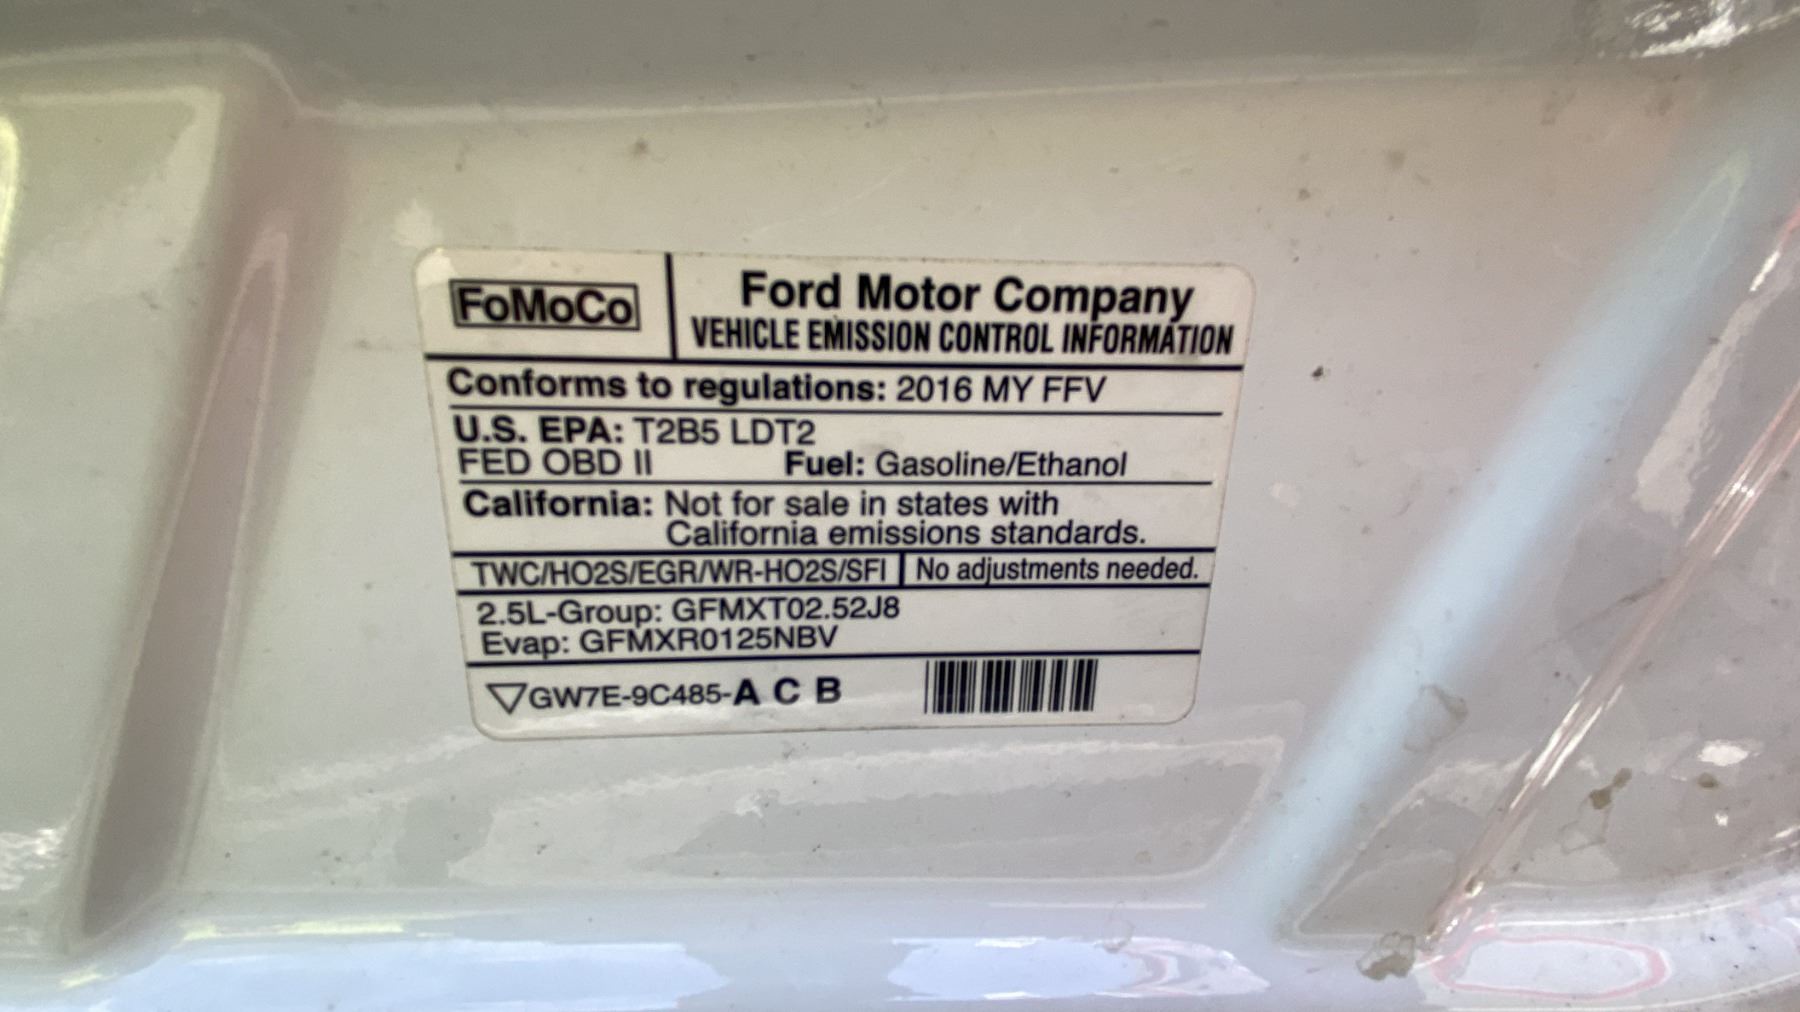 FoMoCo
Ford Motor Company
VEHICLE EMISSION CONTROL INFORMATION
Conforms to regulations: 2016 MY FFV
U.S. EPA: T2B5 LDT2
FED OBD II Fuel: Gasoline/Ethanol
California: Not for sale in states with
California emissions standards.
TWC/HO2S/EGR/WR-HO2S/SFI No adjustments needed.
2.5L-Group: GFMXT02.52J8
Evap: GFMXR0125NBV
GW7E-9C485-A C B